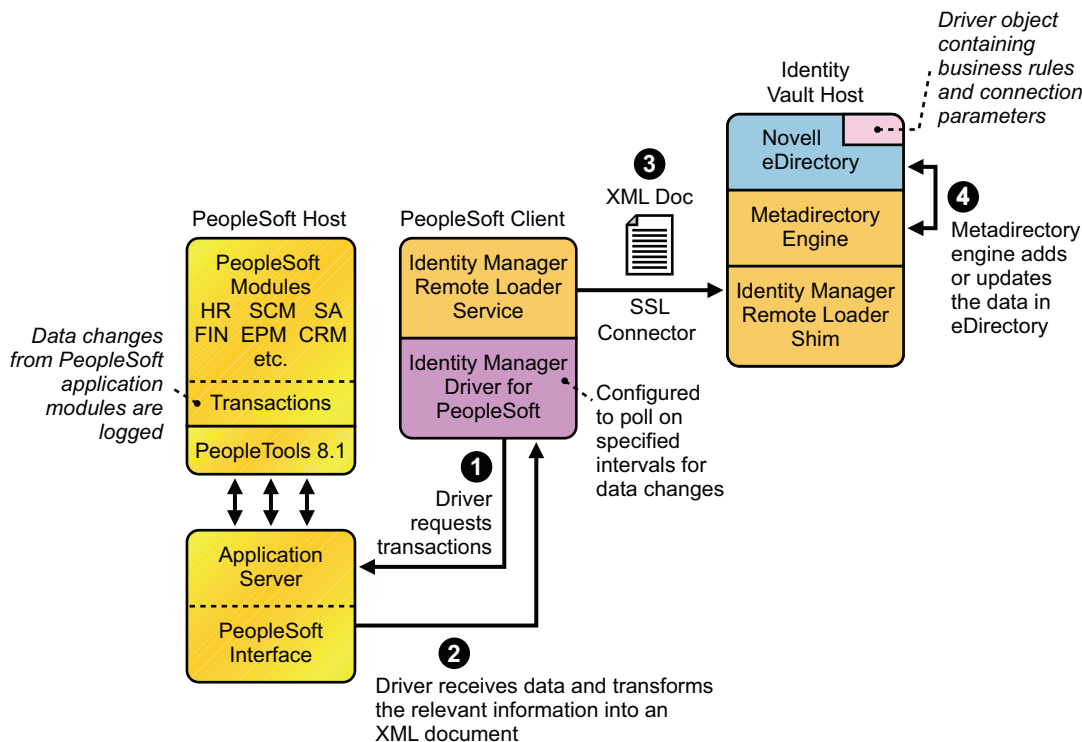 Driver object
containing
business rules
and connection
parameters
Identity
Vault Host
Novell
eDirectory
Metadirectory
Engine
Identity Manager
Remote Loader
Shim
4
Metadirectory
engine adds
or updates
the data in
eDirectory
3
XML Doc
SSL
Connector
PeopleSoft Host
PeopleSoft
Modules
HR SCM SA
FIN EPM CRM
etc.
Transactions
PeopleTools 8.1
Data changes
from PeopleSoft
application
modules are
logged
PeopleSoft Client
Identity Manager
Remote Loader
Service
Identity Manager
Driver for
PeopleSoft
Configured
to poll on
specified
intervals for
data changes
1
Driver
requests
transactions
Application
Server
PeopleSoft
Interface
2
Driver receives data and transforms
the relevant information into an
XML document